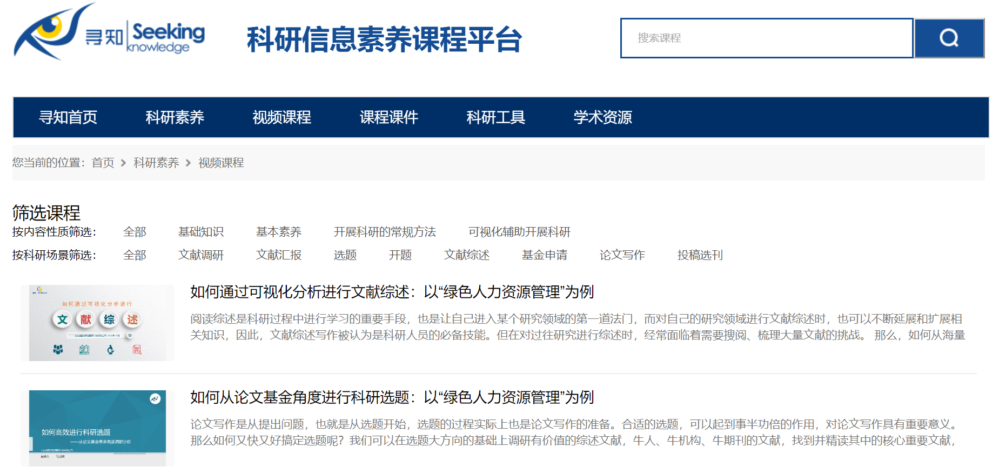 寻知 Seeking knowledge
科研信息素养课程平台
搜索课程
寻知首页 科研素养 视频课程 课程课件 科研工具 学术资源
您当前的位置：首页 > 科研素养 > 视频课程
筛选课程
按内容性质筛选： 全部 基础知识 基本素养 开展科研的常规方法 可视化辅助开展科研
按科研场景筛选： 全部 文献调研 文献汇报 选题 开题 文献综述 基金申请 论文写作 投稿选刊
如何通过可视化分析进行
文献综述
如何通过可视化分析进行文献综述：以“绿色人力资源管理”为例
阅读综述是科研过程中进行学习的重要手段，也是让自己进入某个研究领域的第一道法门，而对自己的研究领域进行文献综述时，也可以不断延展和扩展相
关知识，因此，文献综述写作被认为是科研人员的必备技能。但在对过往研究进行综述时，经常面临着需要搜阅、梳理大量文献的挑战。 那么，如何从海量
如何高效进行科研选题
——从论文基金等多角度调研分析
主讲人
如何从论文基金角度进行科研选题：以“绿色人力资源管理”为例
论文写作是从提出问题，也就是从选题开始，选题的过程实际上也是论文写作的准备。合适的选题，可以起到事半功倍的作用，对论文写作具有重要意义。
那么如何又快又好搞定选题呢？我们可以在选题大方向的基础上调研有价值的综述文献，牛人、牛机构、牛期刊的文献，找到并精读其中的核心重要文献，